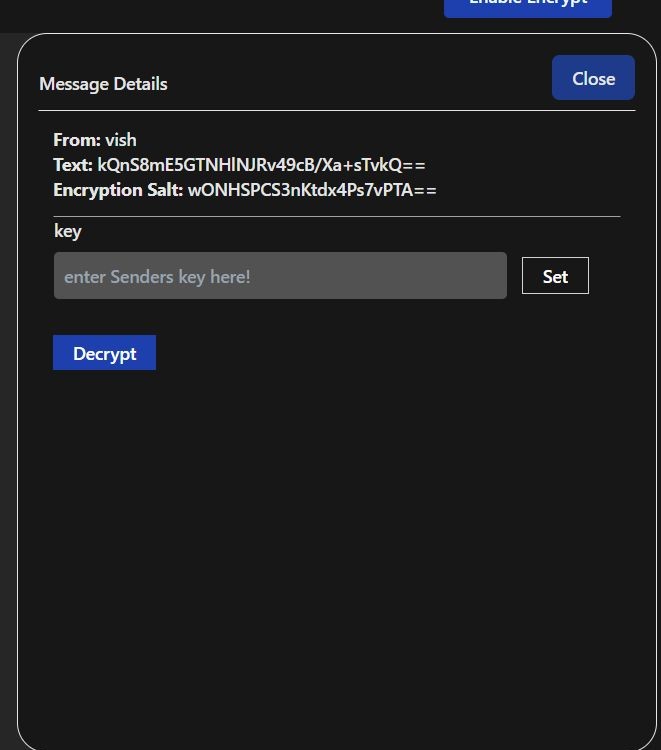 Enable Encrypt
Message Details
Close
From: vish
Text: kQnS8mE5GTNHlNJRv49cB/Xa+sTvkQ==
Encryption Salt: wONHSPCS3nKtdx4Ps7vPTA==
key
enter Senders key here!
Set
Decrypt